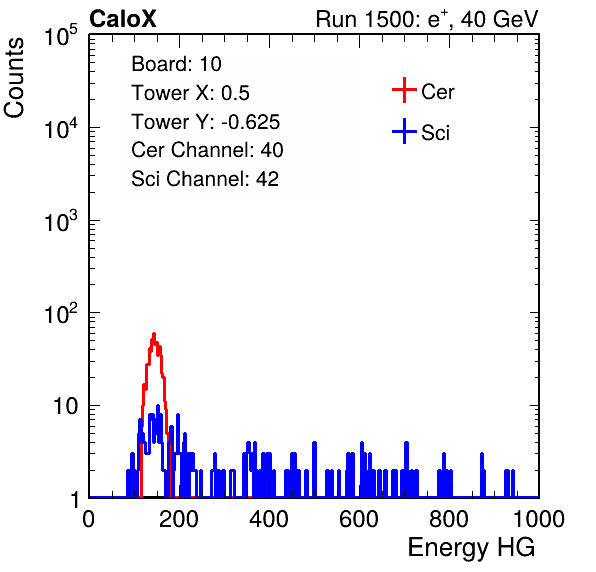 CaloX Run 1500: e⁺, 40 GeV
Counts
10⁵
10⁴
10³
10²
10
1
Board: 10
Tower X: 0.5
Tower Y: -0.625
Cer Channel: 40
Sci Channel: 42
Cer
Sci
0 200 400 600 800 1000
Energy HG